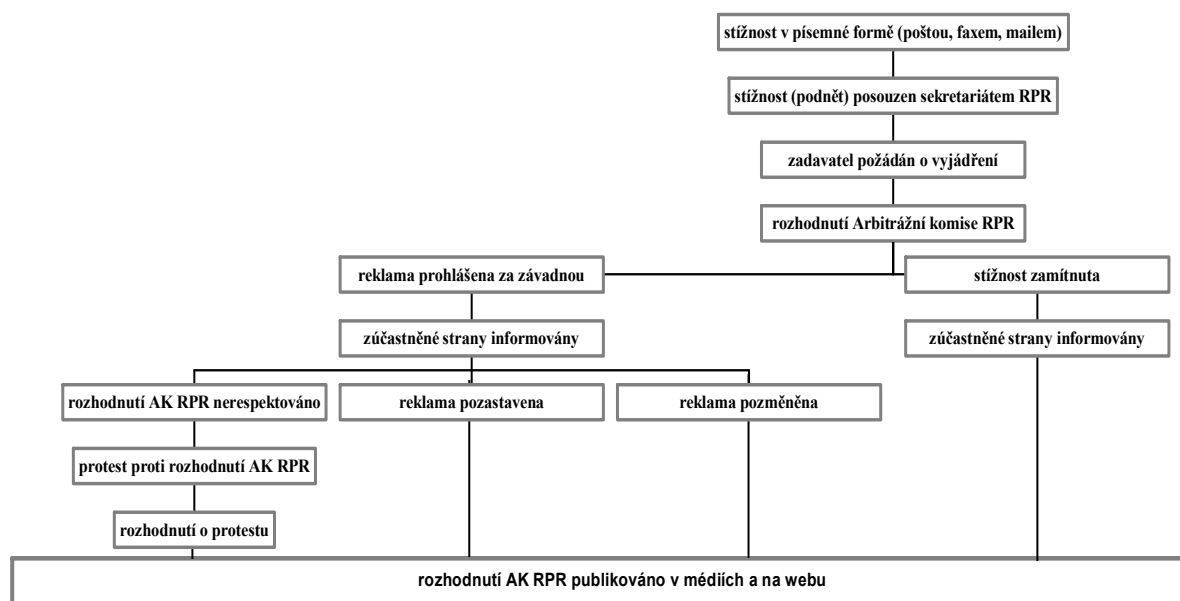 stížnost v písemné formě (poštou, faxem, mailem)
stížnost (podnět) posouzen sekretariátem RPR
zadavatel požádán o vyjádření
rozhodnutí Arbitrážní komise RPR
reklama prohlášena za závadnou
stížnost zamítnuta
zúčastněné strany informovány
zúčastněné strany informovány
rozhodnutí AK RPR nerespektováno
reklama pozastavena
reklama pozměněna
protest proti rozhodnutí AK RPR
rozhodnutí o protestu
rozhodnutí AK RPR publikováno v médiích a na webu